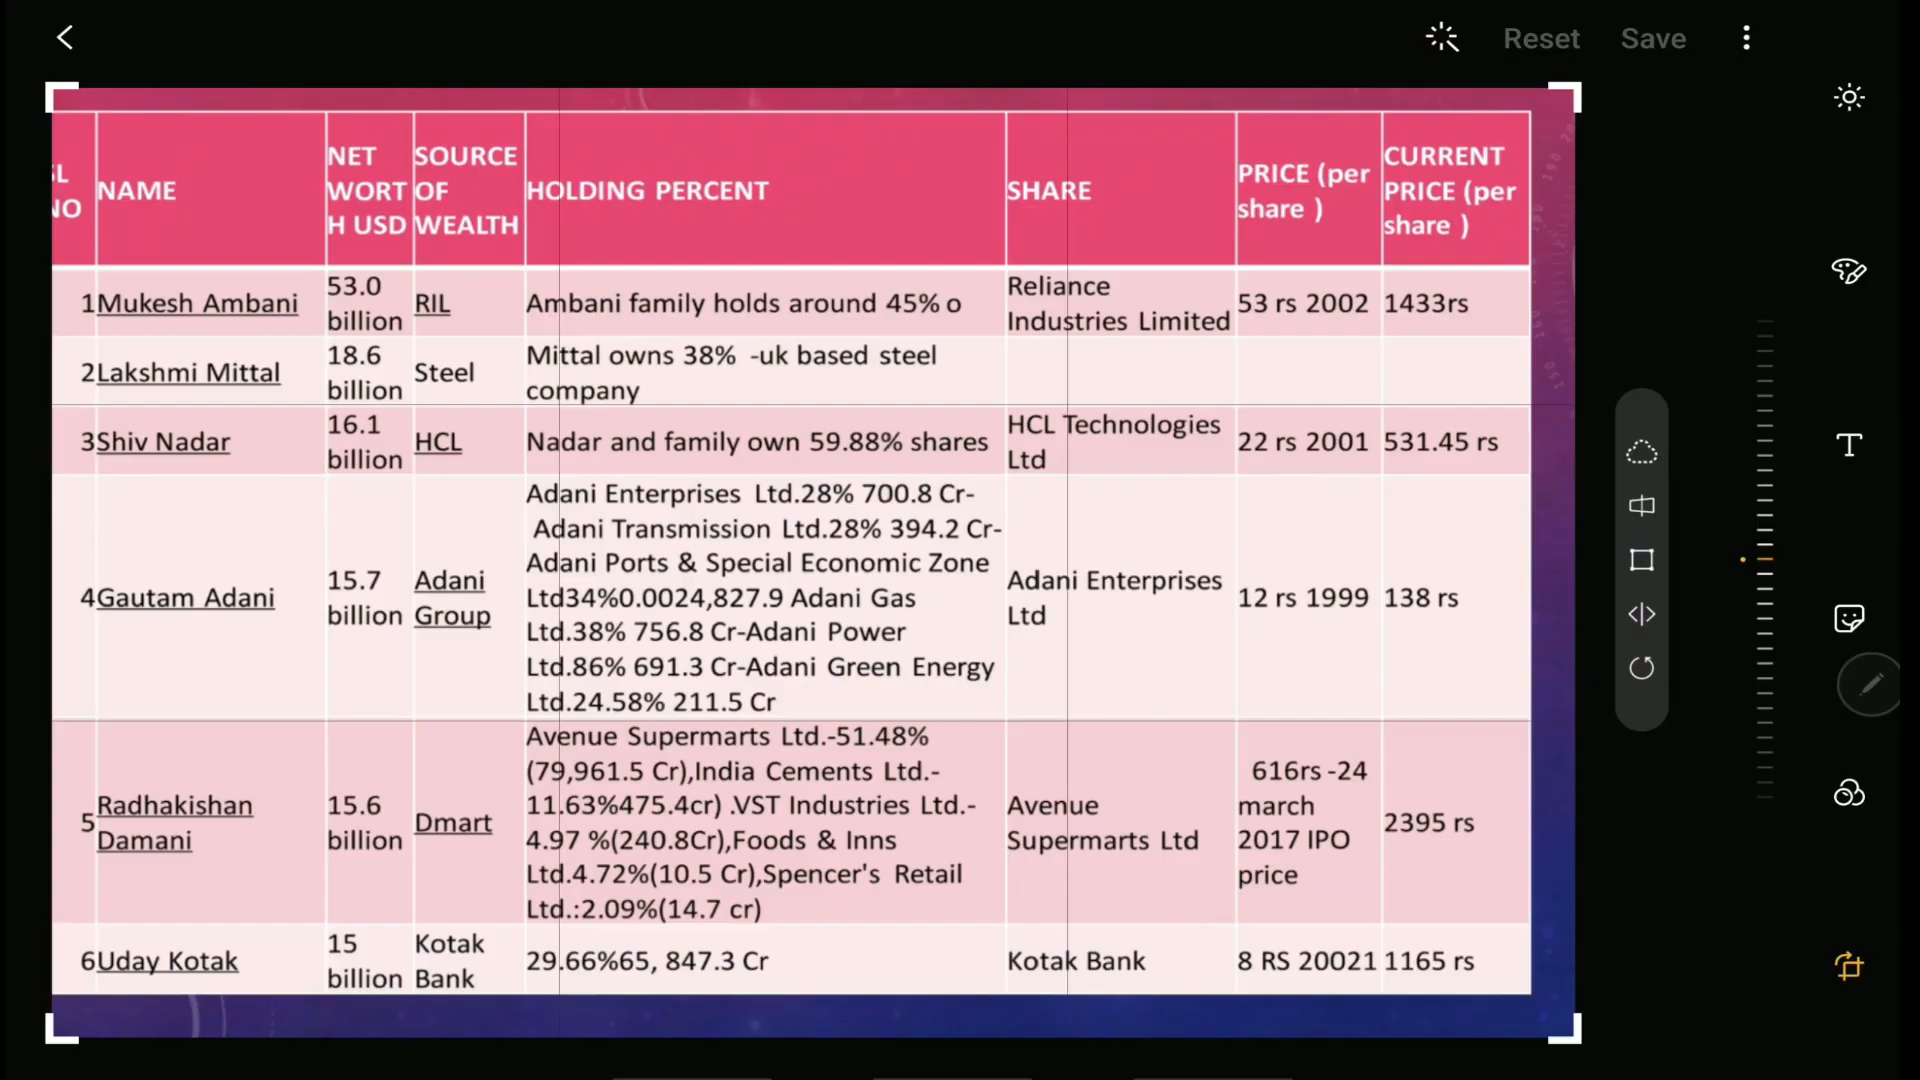 Reset Save
SL NO
NAME
NET WORTH USD
SOURCE OF WEALTH
HOLDING PERCENT
SHARE
PRICE (per share )
CURRENT PRICE (per share )
1
Mukesh Ambani
53.0
billion
RIL
Ambani family holds around 45% o
Reliance
Industries Limited
53 rs 2002
1433rs
2
Lakshmi Mittal
18.6
billion
Steel
Mittal owns 38% -uk based steel
company
3
Shiv Nadar
16.1
billion
HCL
Nadar and family own 59.88% shares
HCL Technologies
Ltd
22 rs 2001
531.45 rs
4
Gautam Adani
15.7
billion
Adani
Group
Adani Enterprises Ltd.28% 700.8 Cr-
Adani Transmission Ltd.28% 394.2 Cr-
Adani Ports & Special Economic Zone
Ltd34%0.0024,827.9 Adani Gas
Ltd.38% 756.8 Cr-Adani Power
Ltd.86% 691.3 Cr-Adani Green Energy
Ltd.24.58% 211.5 Cr
Adani Enterprises
Ltd
12 rs 1999
138 rs
5
Radhakishan
Damani
15.6
billion
Dmart
Avenue Supermarts Ltd.-51.48%
(79,961.5 Cr),India Cements Ltd.-
11.63%475.4cr) .VST Industries Ltd.-
4.97 %(240.8Cr),Foods & Inns
Ltd.4.72%(10.5 Cr),Spencer's Retail
Ltd.:2.09%(14.7 cr)
Avenue
Supermarts Ltd
616rs -24
march
2017 IPO
price
2395 rs
6
Uday Kotak
15
billion
Kotak
Bank
29.66%65, 847.3 Cr
Kotak Bank
8 RS 20021
1165 rs